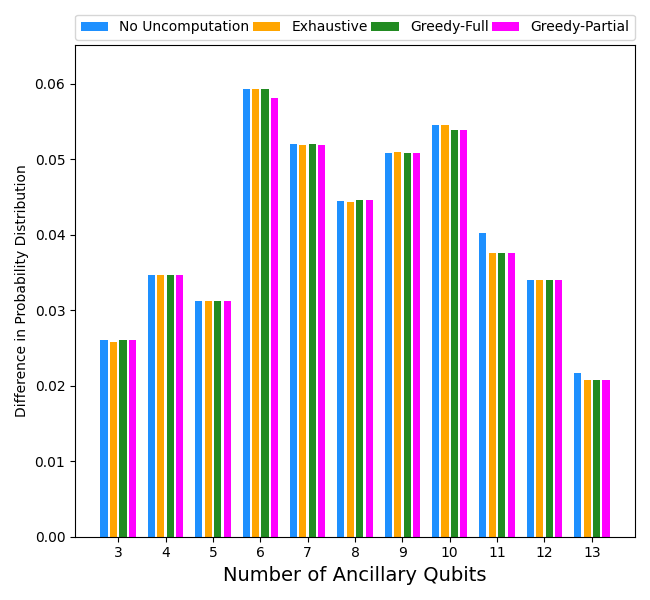 No Uncomputation Exhaustive Greedy-Full Greedy-Partial
0.06
0.05
0.04
0.03
0.02
0.01
0.00
Difference in Probability Distribution
3 4 5 6 7 8 9 10 11 12 13
Number of Ancillary Qubits